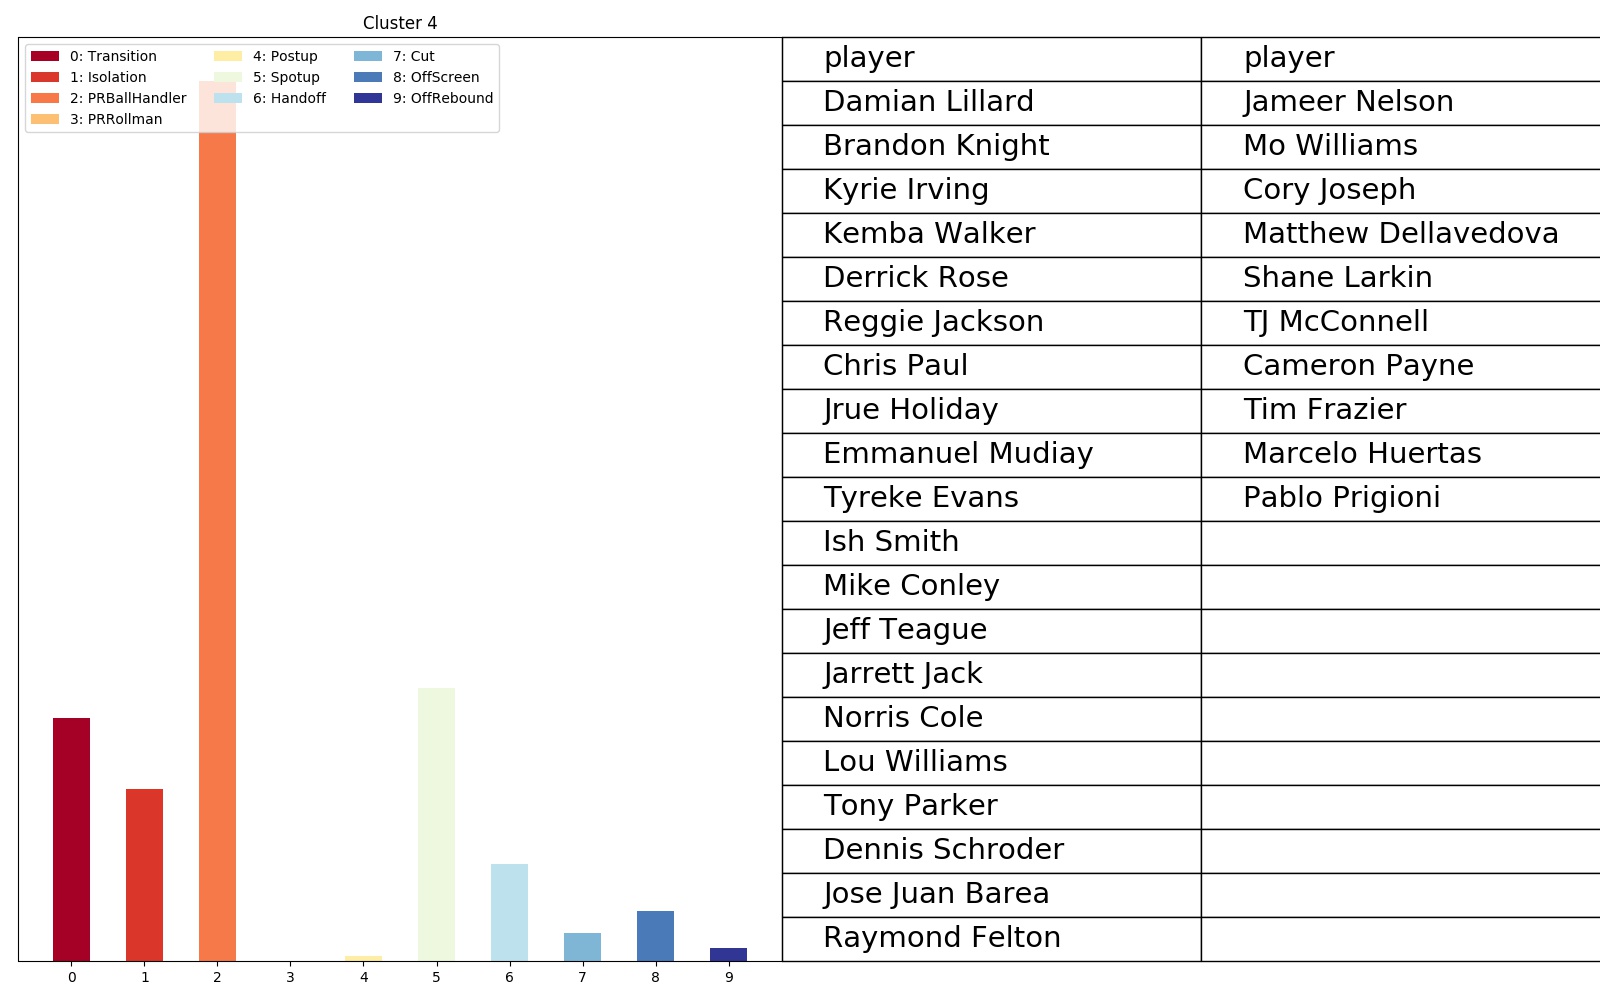 Cluster 4
0: Transition
1: Isolation
2: PRBallHandler
3: PRRollman
4: Postup
5: Spotup
6: Handoff
7: Cut
8: OffScreen
9: OffRebound
0 1 2 3 4 5 6 7 8 9
player player
Damian Lillard Jameer Nelson
Brandon Knight Mo Williams
Kyrie Irving Cory Joseph
Kemba Walker Matthew Dellavedova
Derrick Rose Shane Larkin
Reggie Jackson TJ McConnell
Chris Paul Cameron Payne
Jrue Holiday Tim Frazier
Emmanuel Mudiay Marcelo Huertas
Tyreke Evans Pablo Prigioni
Ish Smith
Mike Conley
Jeff Teague
Jarrett Jack
Norris Cole
Lou Williams
Tony Parker
Dennis Schroder
Jose Juan Barea
Raymond Felton